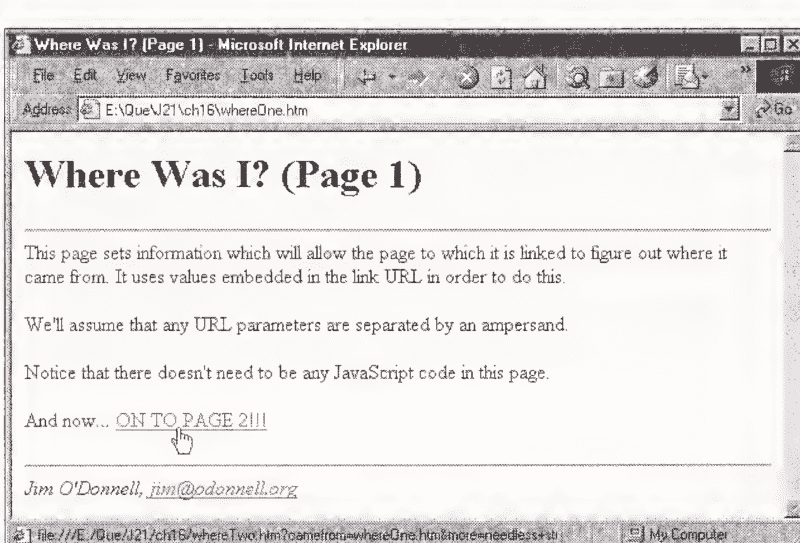 Where Was I? (Page 1) - Microsoft Internet Explorer
File Edit View Favorites Tools Help
Address E:\Que\J21\ch16\whereOne.htm Go
Where Was I? (Page 1)
This page sets information which will allow the page to which it is linked to figure out where it
came from. It uses values embedded in the link URL in order to do this.
We'll assume that any URL parameters are separated by an ampersand.
Notice that there doesn't need to be any JavaScript code in this page.
And now... ON TO PAGE 2!!!
Jim O'Donnell, jim@odonnell.org
file:///E:/Que/J21/ch16/whereTwo.htm?camefrom=whereOne.htm&more=needless+st My Computer